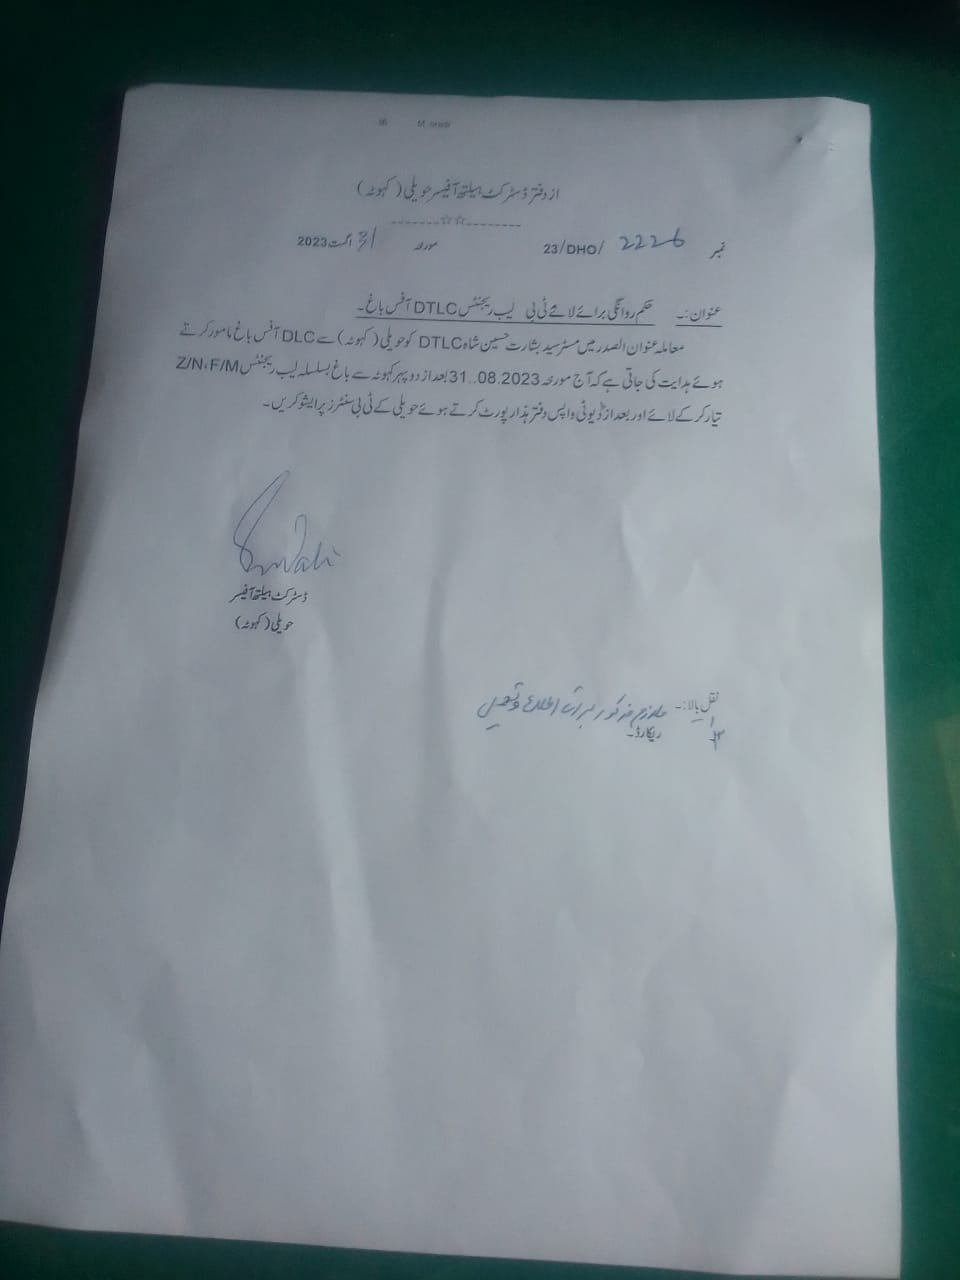 از دفتر ڈسٹرکٹ ہیلتھ آفیسر حویلی (کہوٹہ)
--------☆☆--------
نمبر 2226 /23/DHO مورخہ 31 اگست 2023
عنوان:۔ حکم روانگی برائے لائے ٹی بی لیب ریجنٹس DTLC آفس باغ۔
معاملہ عنوان الصدر میں مسٹر سید بشارت حسین شاہ DTLC کو حویلی (کہوٹہ) سے DLC آفس باغ مامور کرتے
ہوئے ہدایت کی جاتی ہے کہ آج مورخہ 31..08.2023 بعد از دوپہر کہوٹہ سے باغ بسلسلہ لیب ریجنٹس Z/N،F/M
تیار کر کے لائے اور بعد از ڈیوٹی واپس دفتر ہذا رپورٹ کرتے ہوئے حویلی کے ٹی بی سنٹرز پر ایشو کریں۔
ڈسٹرکٹ ہیلتھ آفیسر
حویلی (کہوٹہ)
نقل بالا:۔ ملازم مذکور برائے اطلاع و تعمیل
ریکارڈ۔